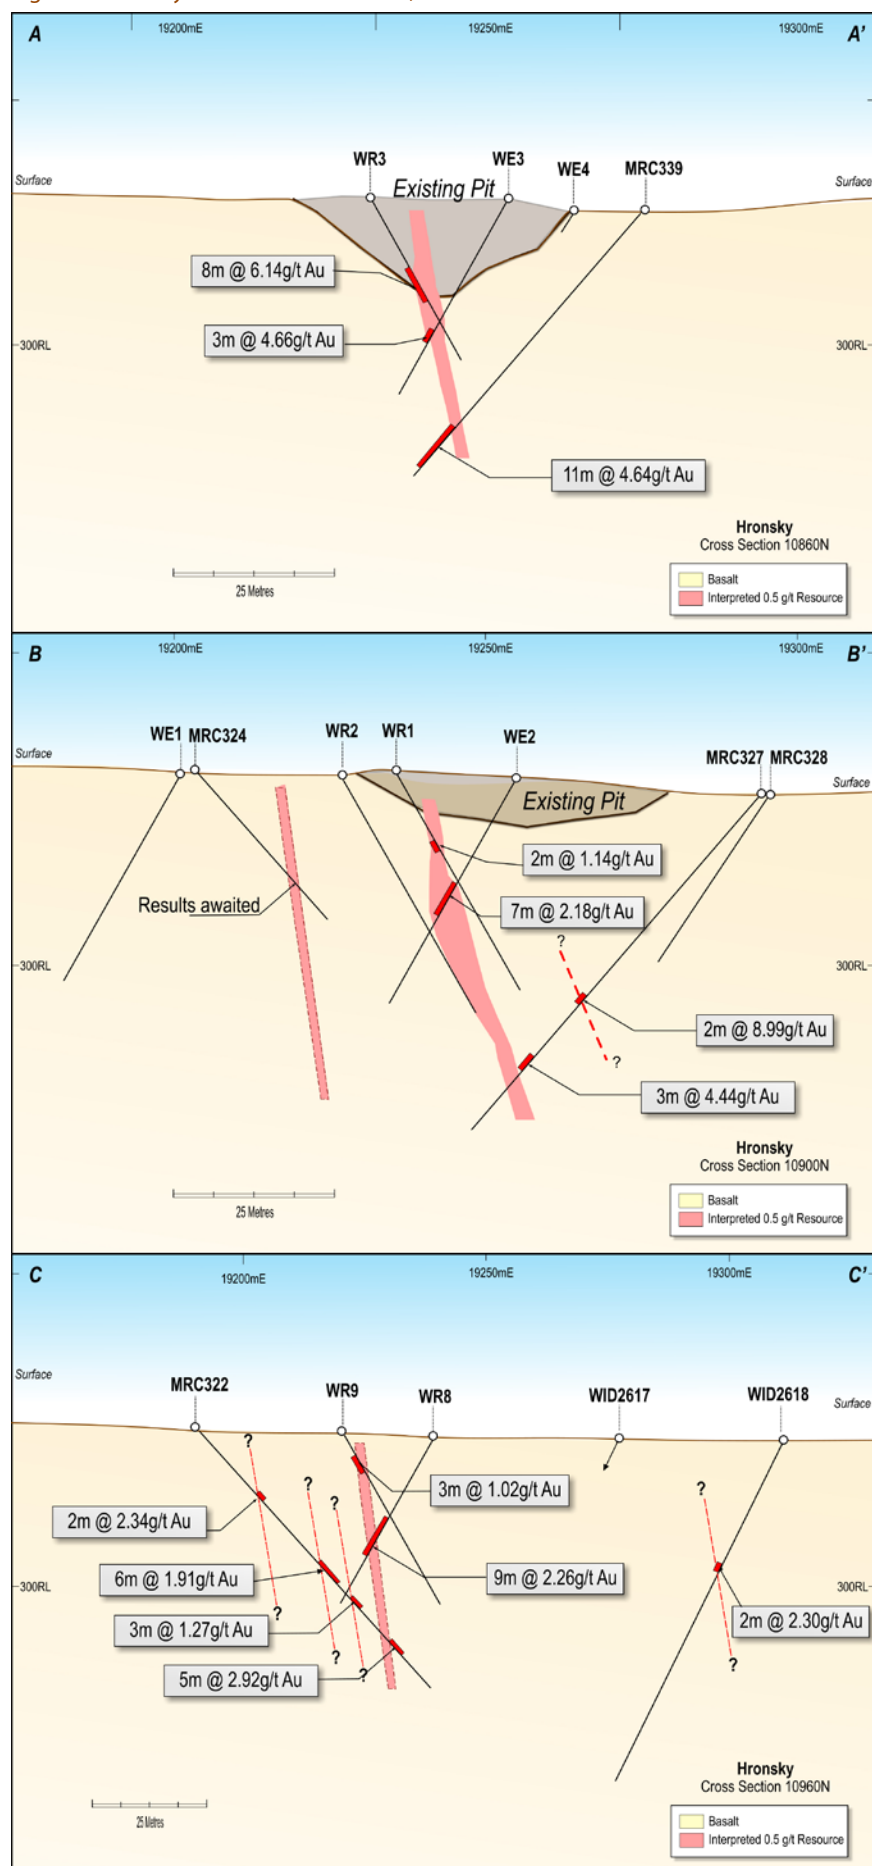 A
19200mE
19250mE
19300mE
A'
WR3
WE3
WE4
MRC339
Existing Pit
Surface
Surface
8m @ 6.14g/t Au
3m @ 4.66g/t Au
300RL
300RL
11m @ 4.64g/t Au
Hronsky
Cross Section 10860N
25 Metres
Basalt
Interpreted 0.5 g/t Resource
B
19200mE
19250mE
19300mE
B'
WE1
MRC324
WR2
WR1
WE2
MRC327
MRC328
Surface
Surface
Existing Pit
2m @ 1.14g/t Au
Results awaited
7m @ 2.18g/t Au
?
300RL
300RL
2m @ 8.99g/t Au
?
3m @ 4.44g/t Au
Hronsky
Cross Section 10900N
25 Metres
Basalt
Interpreted 0.5 g/t Resource
C
19200mE
19250mE
19300mE
C'
Surface
MRC322
WR9
WR8
WID2617
WID2618
Surface
?
?
?
?
3m @ 1.02g/t Au
2m @ 2.34g/t Au
6m @ 1.91g/t Au
9m @ 2.26g/t Au
300RL
300RL
?
3m @ 1.27g/t Au
2m @ 2.30g/t Au
?
?
?
5m @ 2.92g/t Au
Hronsky
Cross Section 10960N
25 Metres
Basalt
Interpreted 0.5 g/t Resource